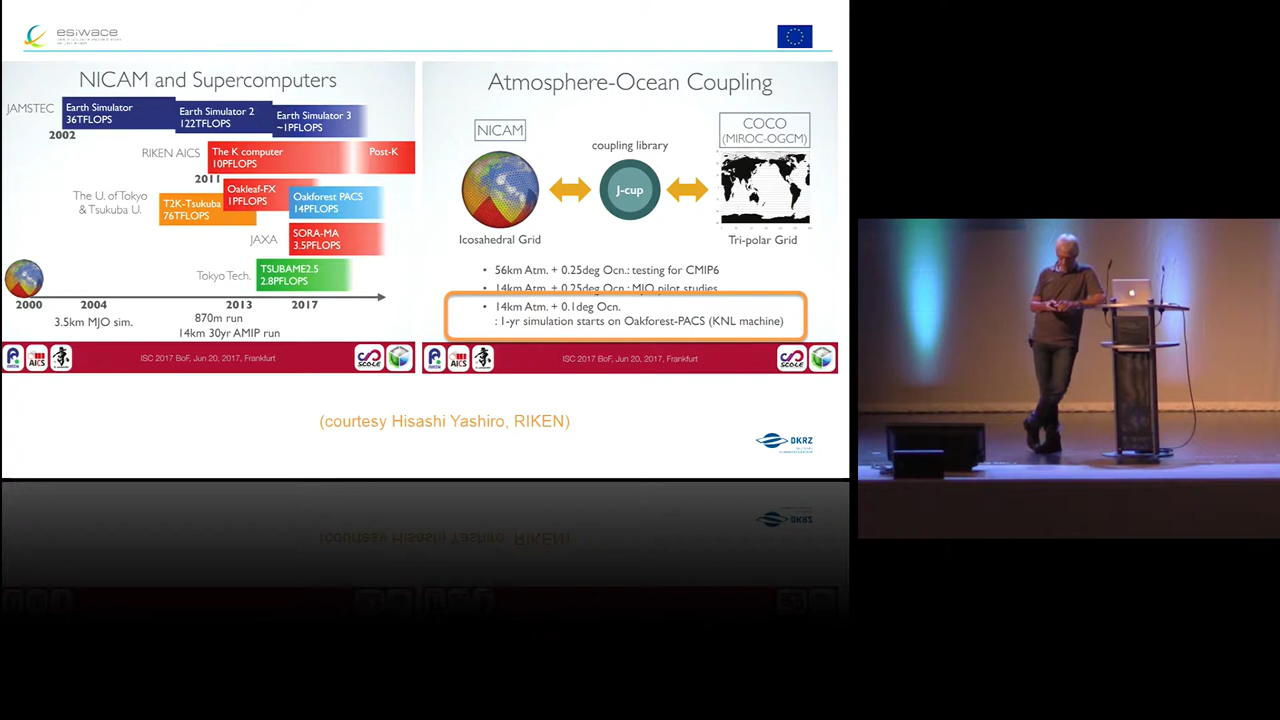 esiwace
NICAM and Supercomputers
JAMSTEC
Earth Simulator
36TFLOPS
2002
Earth Simulator 2
122TFLOPS
Earth Simulator 3
~1PFLOPS
RIKEN AICS
The K computer
10PFLOPS
2011
Post-K
The U. of Tokyo
& Tsukuba U.
T2K-Tsukuba
76TFLOPS
Oakleaf-FX
1PFLOPS
Oakforest PACS
14PFLOPS
JAXA
SORA-MA
3.5PFLOPS
Tokyo Tech.
TSUBAME2.5
2.8PFLOPS
2000
2004
2013
2017
3.5km MJO sim.
870m run
14km 30yr AMIP run
AICS
ISC 2017 BoF, Jun 20, 2017, Frankfurt
SCALE
Atmosphere-Ocean Coupling
NICAM
coupling library
J-cup
COCO
(MIROC-OGCM)
Icosahedral Grid
Tri-polar Grid
• 56km Atm. + 0.25deg Ocn.: testing for CMIP6
• 14km Atm. + 0.25deg Ocn.: MJO pilot studies
• 14km Atm. + 0.1deg Ocn.
: 1-yr simulation starts on Oakforest-PACS (KNL machine)
AICS
ISC 2017 BoF, Jun 20, 2017, Frankfurt
SCALE
(courtesy Hisashi Yashiro, RIKEN)
DKRZ